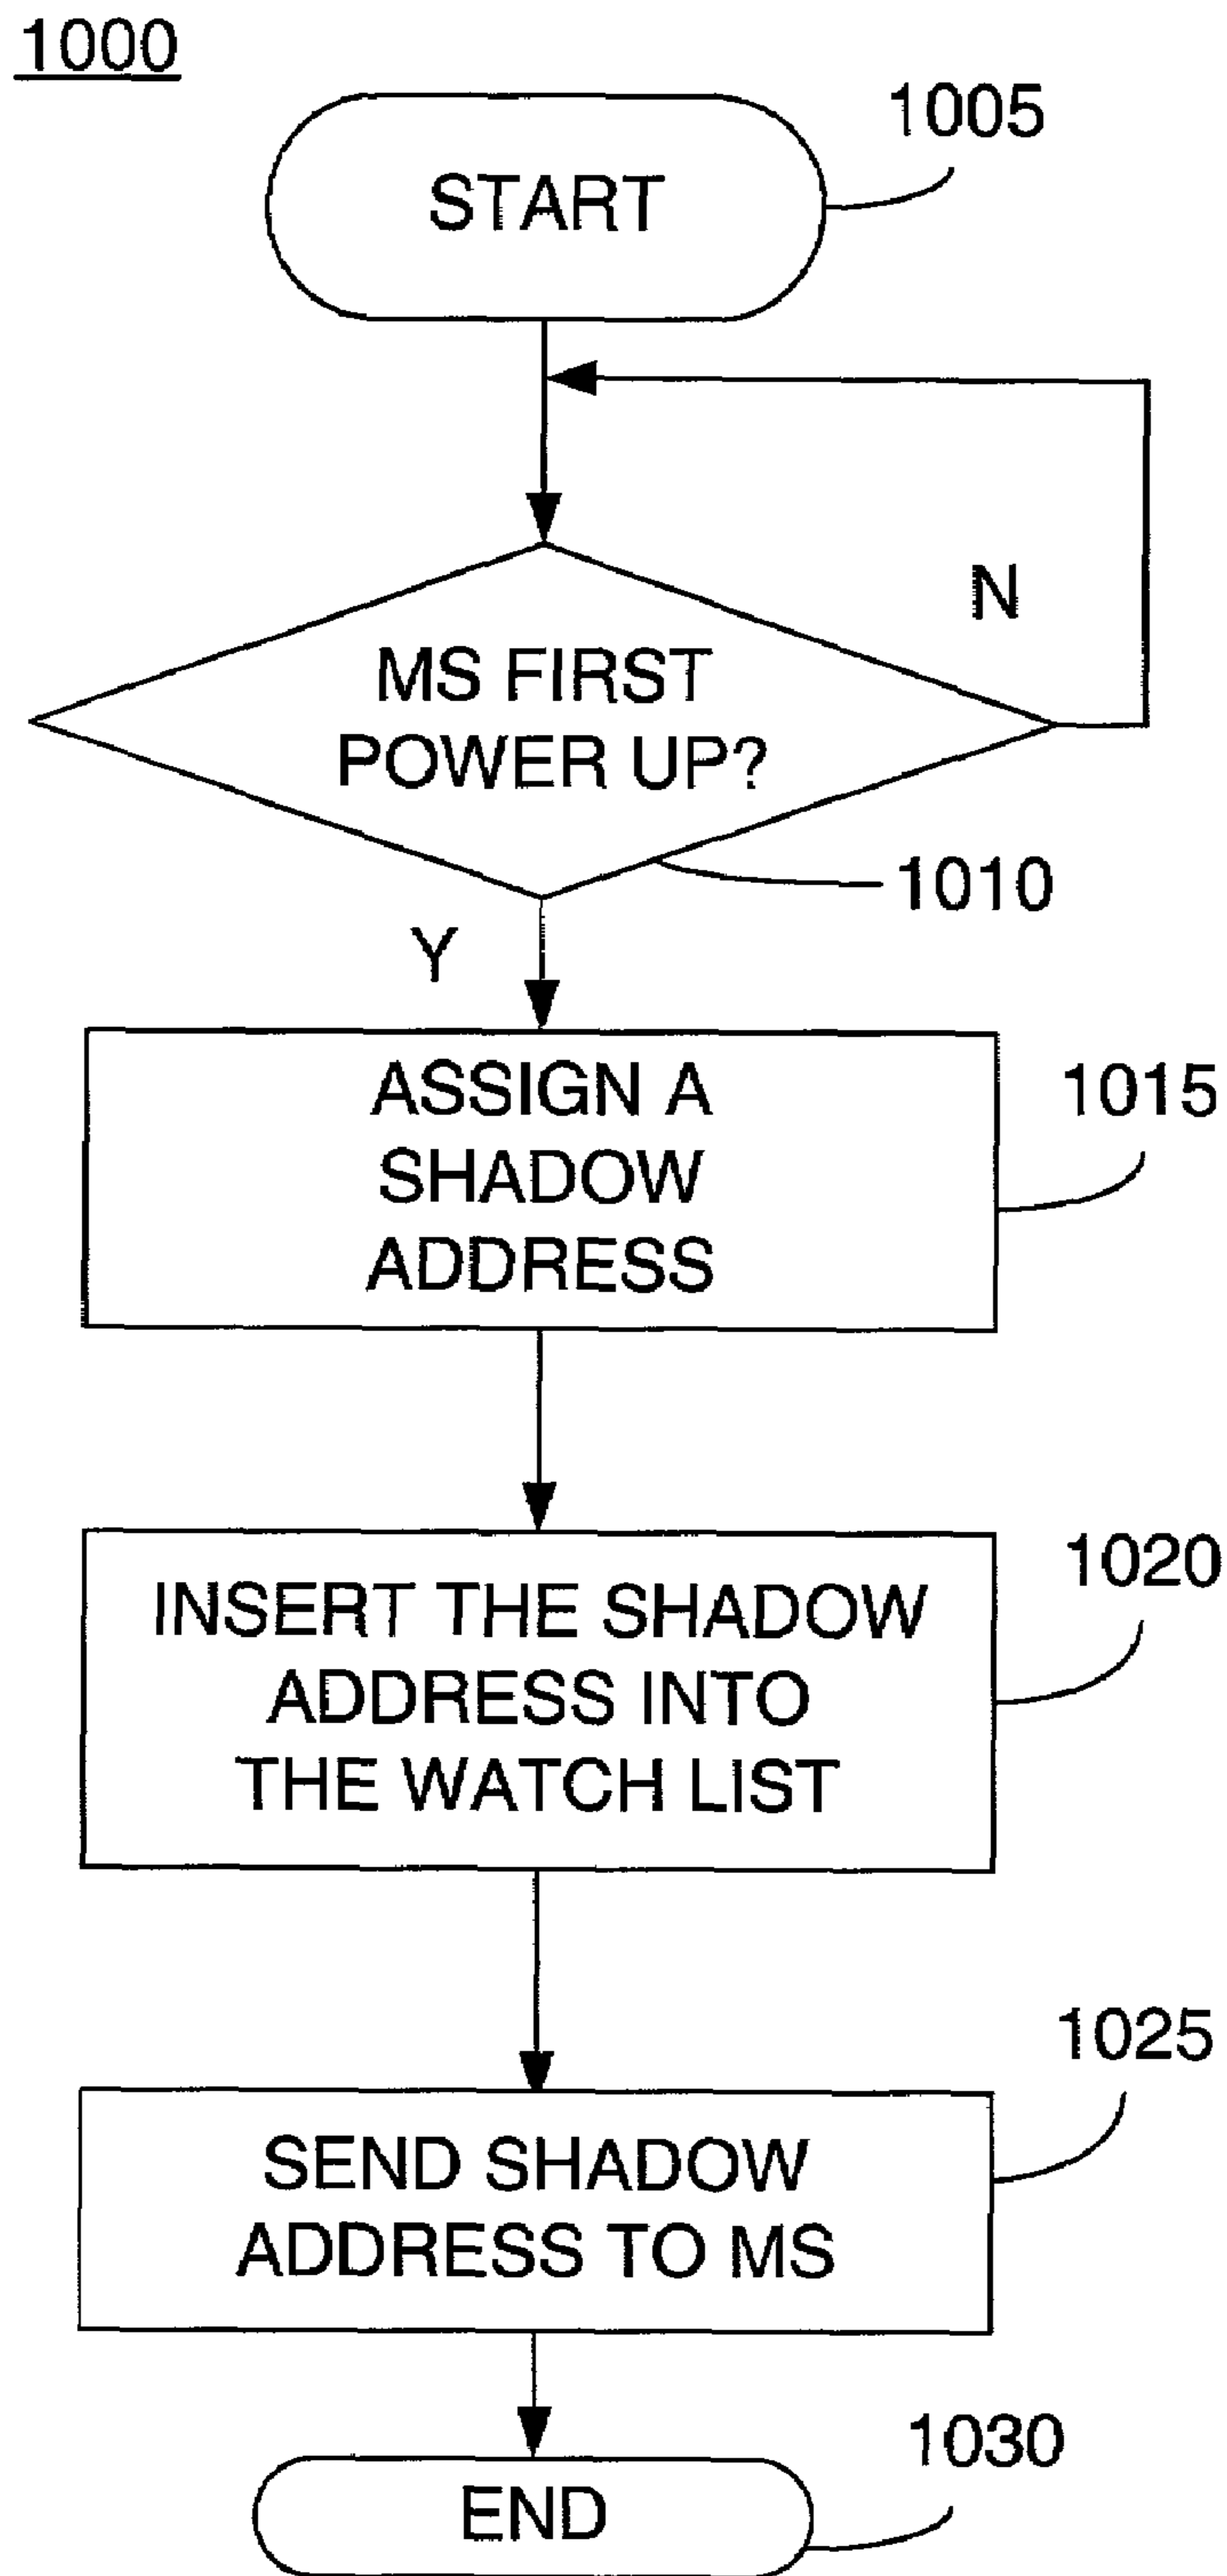 1000
1005
START
N
MS FIRST
POWER UP?
1010
Y
ASSIGN A
SHADOW
ADDRESS
1015
INSERT THE SHADOW
ADDRESS INTO
THE WATCH LIST
1020
SEND SHADOW
ADDRESS TO MS
1025
END
1030